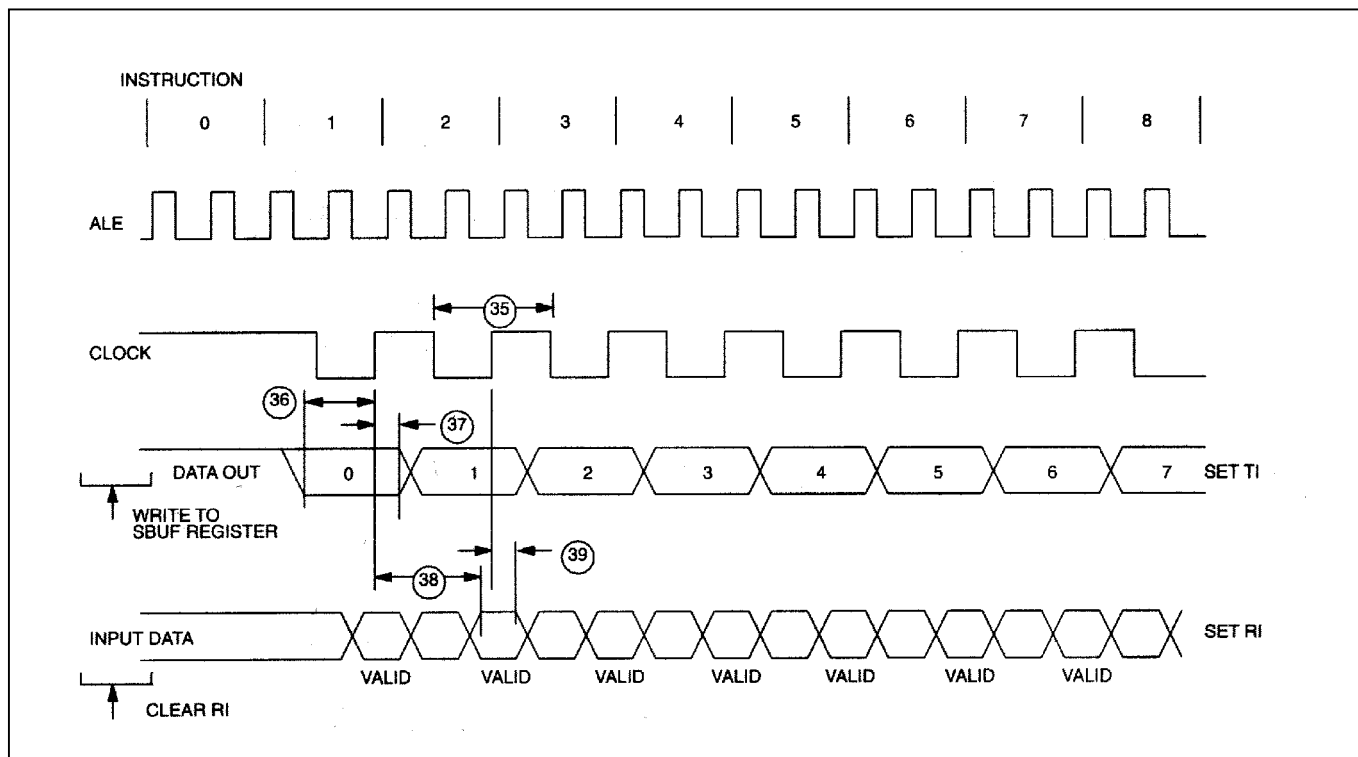 INSTRUCTION
0 1 2 3 4 5 6 7 8
ALE
35
CLOCK
36
37
DATA OUT 0 1 2 3 4 5 6 7 SET TI
WRITE TO
SBUF REGISTER
39
38
INPUT DATA SET RI
VALID VALID VALID VALID VALID VALID VALID
CLEAR RI